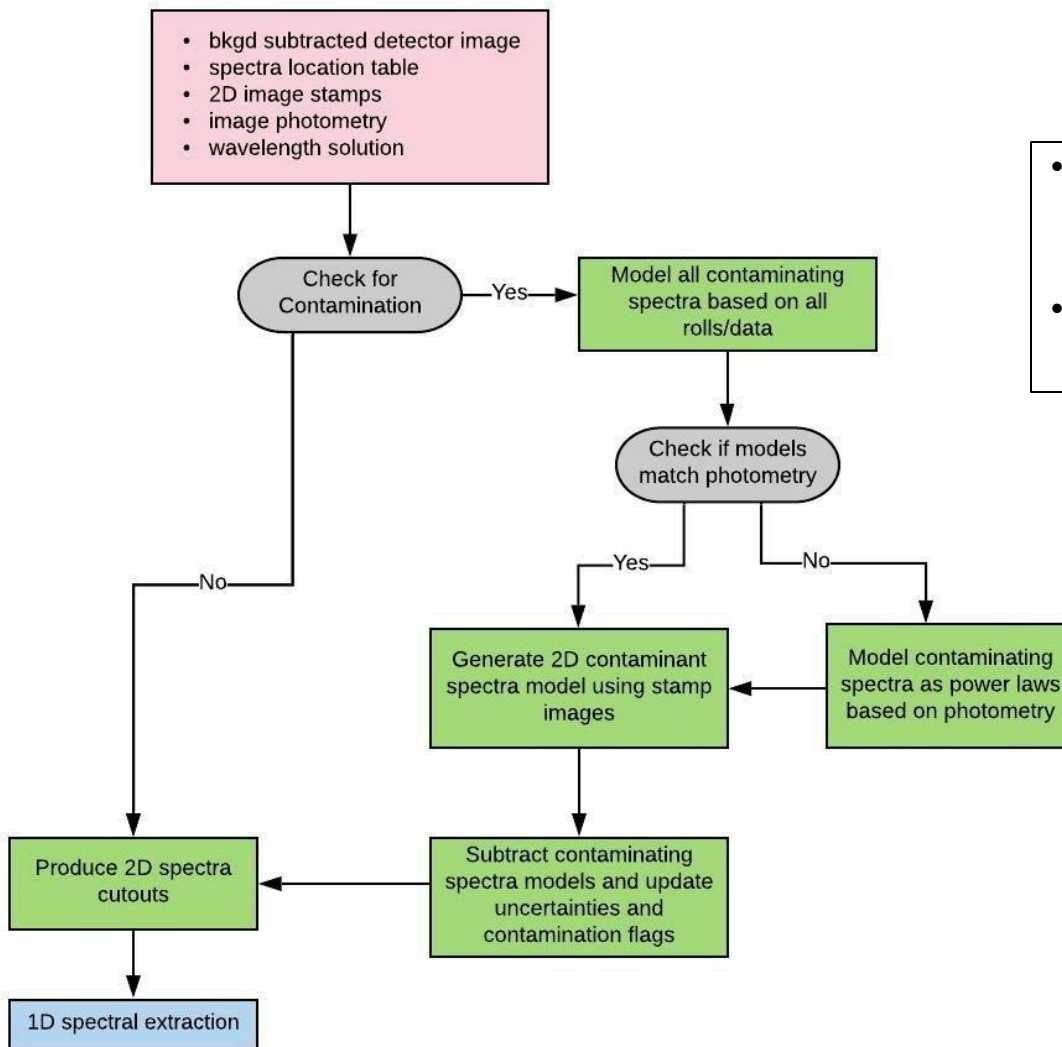 • bkgd subtracted detector image
• spectra location table
• 2D image stamps
• image photometry
• wavelength solution
Check for
Contamination
Yes
Model all contaminating
spectra based on all
rolls/data
Check if models
match photometry
No
Yes
No
Generate 2D contaminant
spectra model using stamp
images
Model contaminating
spectra as power laws
based on photometry
Produce 2D spectra
cutouts
Subtract contaminating
spectra models and update
uncertainties and
contamination flags
1D spectral extraction